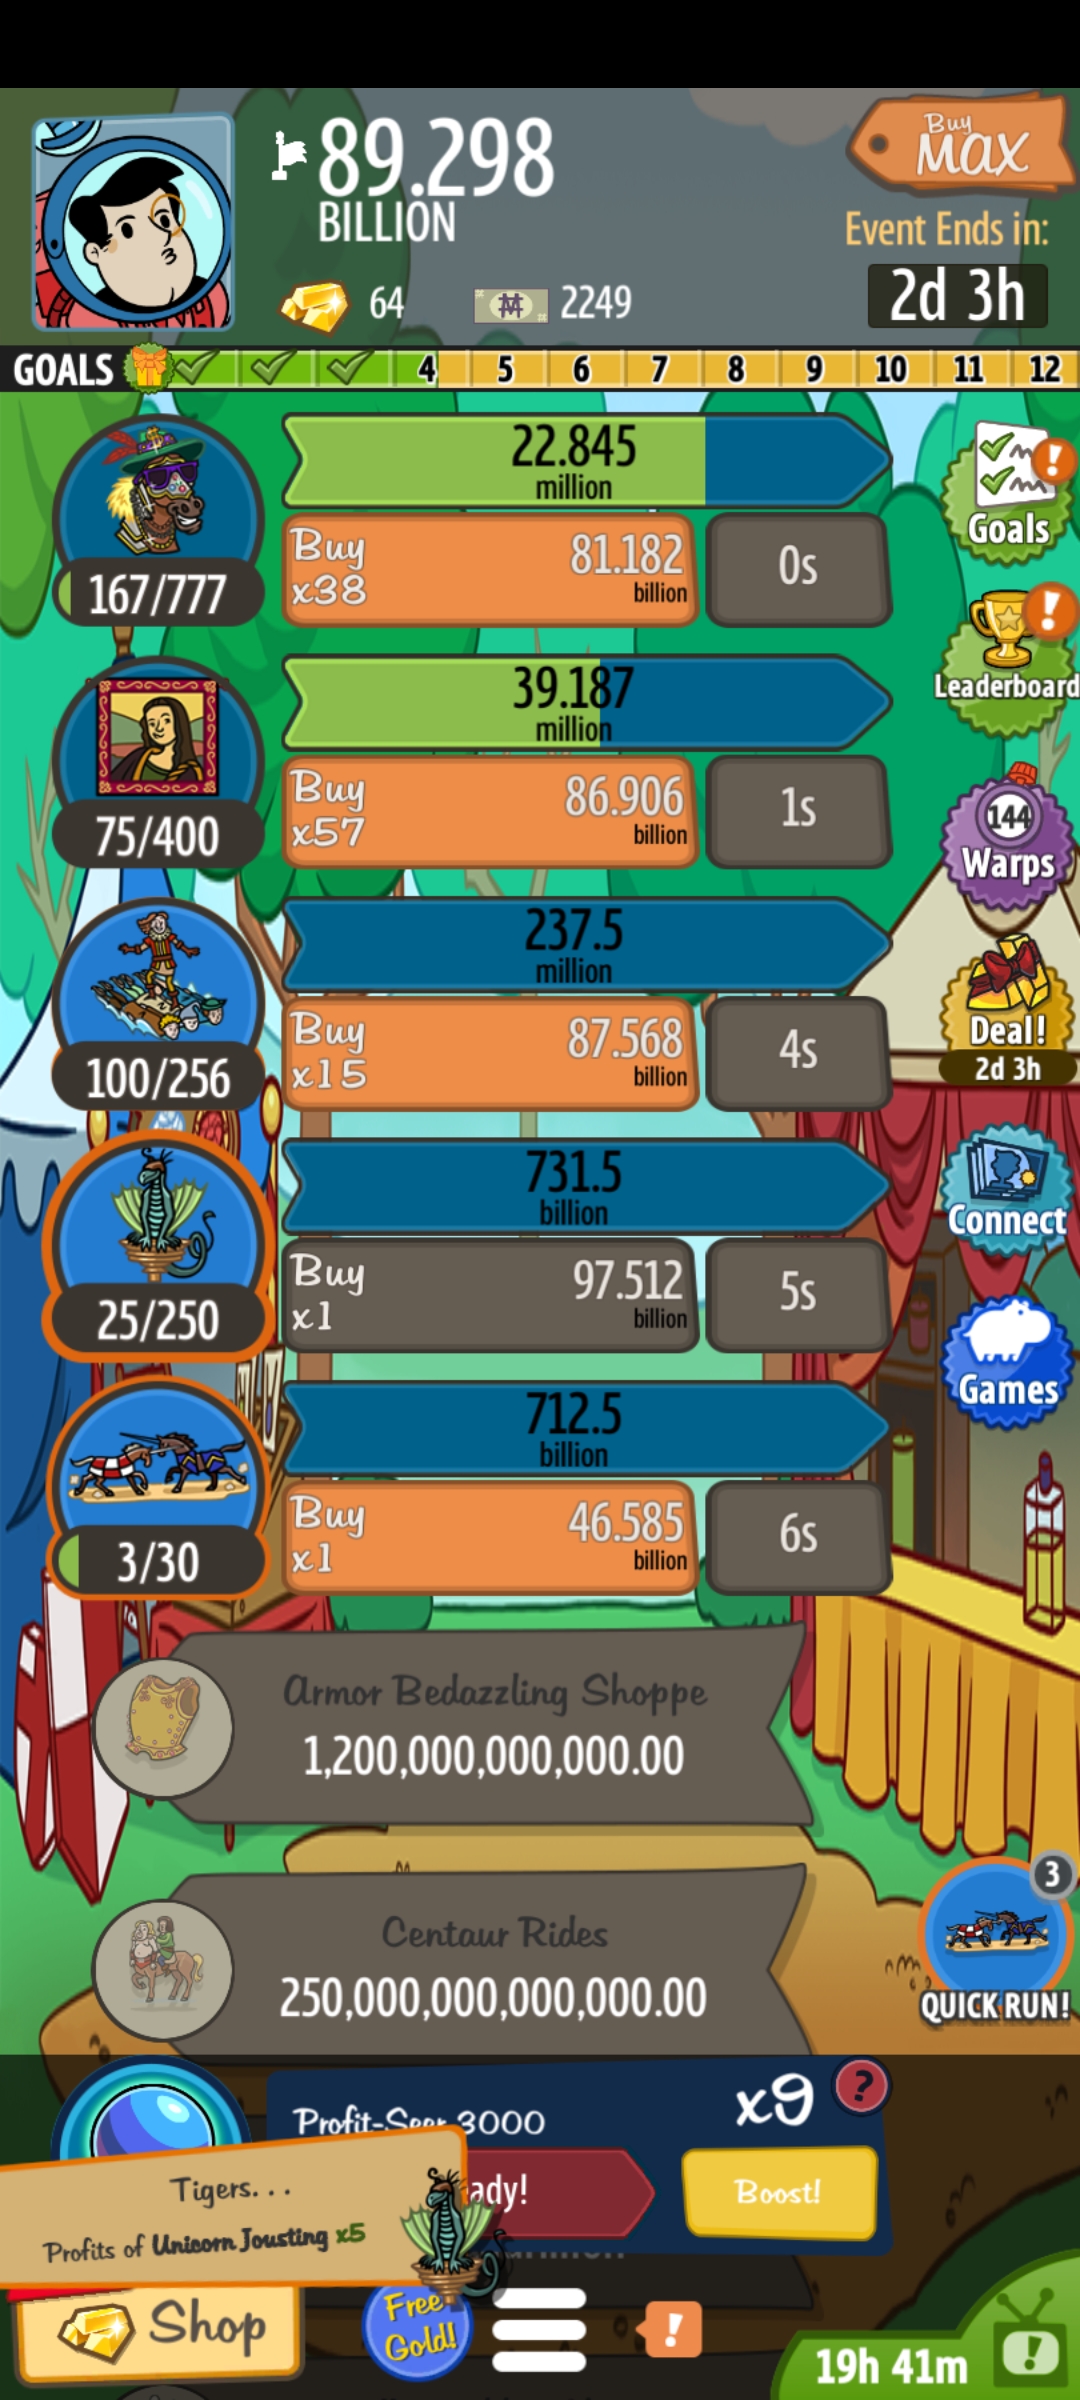 89.298
BILLION
Buy
MAX
Event Ends in:
2d 3h
64
2249
GOALS
4
5
6
7
8
9
10
11
12
22.845
million
Buy
x38
81.182
billion
0s
167/777
39.187
million
Buy
x57
86.906
billion
1s
75/400
237.5
million
Buy
x15
87.568
billion
4s
100/256
731.5
billion
Buy
x1
97.512
billion
5s
25/250
712.5
billion
Buy
x1
46.585
billion
6s
3/30
Goals
Leaderboard
144
Warps
Deal!
2d 3h
Connect
Games
Armor Bedazzling Shoppe
1,200,000,000,000.00
Centaur Rides
250,000,000,000,000.00
3
QUICK RUN!
Profit-Seer 3000
x9
?
ady!
Boost!
Tigers...
Profits of Unicorn Jousting x5
Shop
Free
Gold!
!
19h 41m